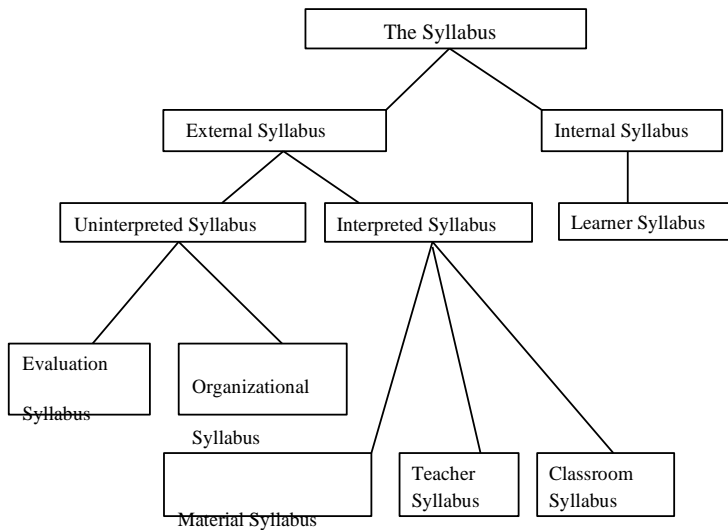 The Syllabus
External Syllabus
Internal Syllabus
Uninterpreted Syllabus
Interpreted Syllabus
Learner Syllabus
Evaluation
Syllabus
Organizational
Syllabus
Material Syllabus
Teacher
Syllabus
Classroom
Syllabus